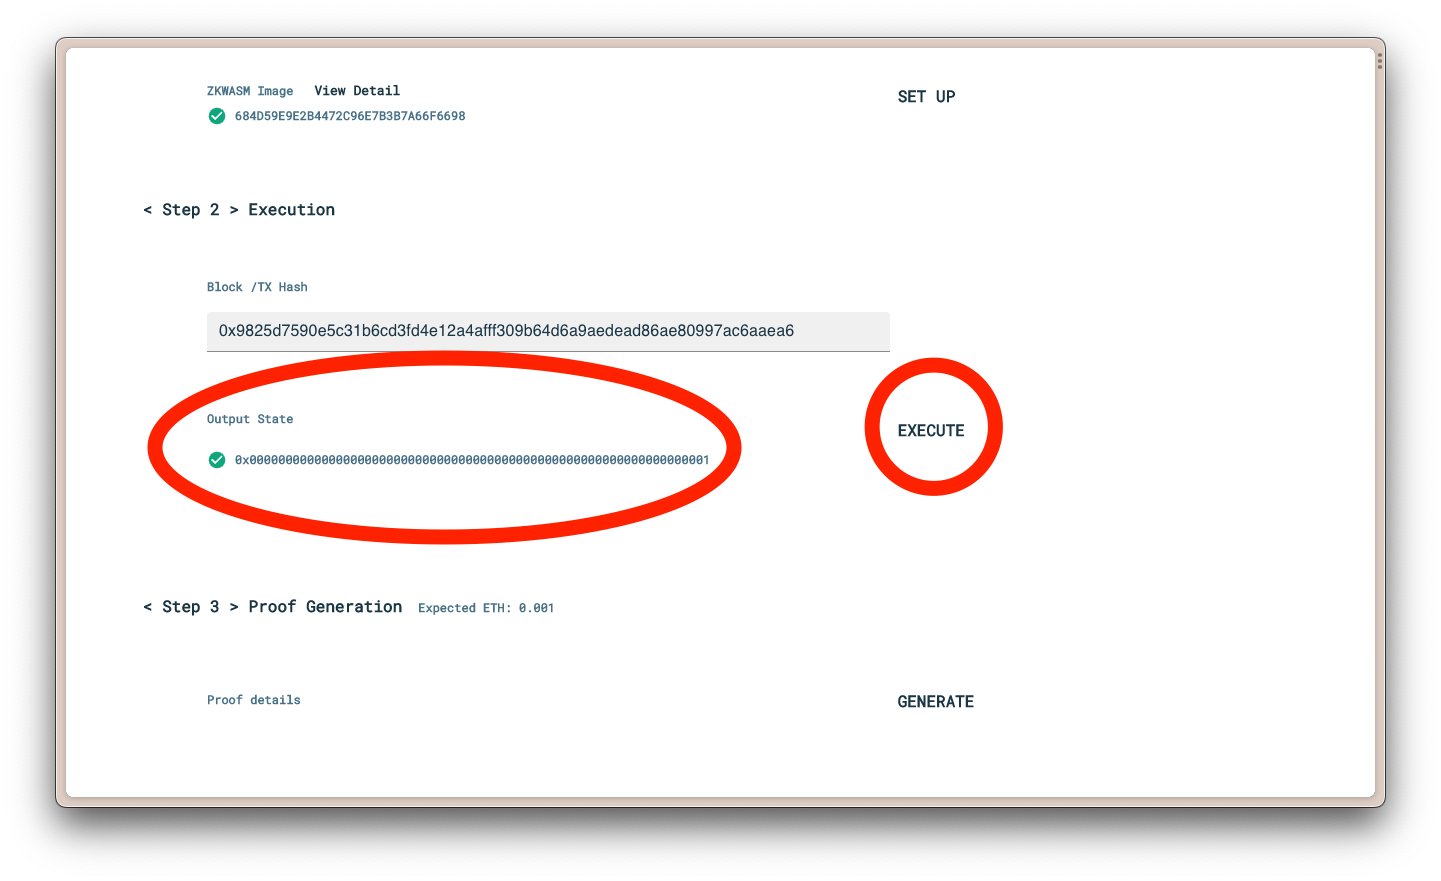 ZKWASM Image View Detail
684D59E9E2B4472C96E7B3B7A66F6698
SET UP
< Step 2 > Execution
Block /TX Hash
0x9825d7590e5c31b6cd3fd4e12a4afff309b64d6a9aedead86ae80997ac6aaea6
Output State
0x0000000000000000000000000000000000000000000000000000000000000001
EXECUTE
< Step 3 > Proof Generation Expected ETH: 0.001
Proof details
GENERATE